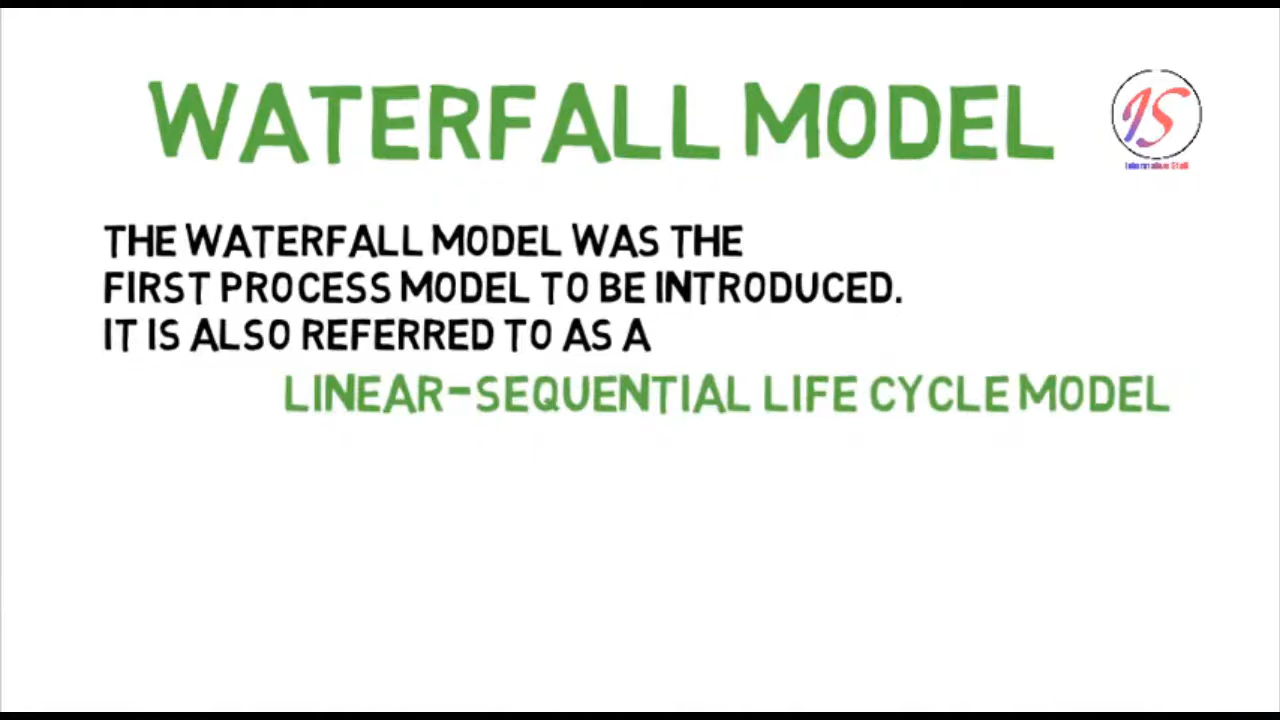 WATERFALL MODEL
IS
THE WATERFALL MODEL WAS THE
FIRST PROCESS MODEL TO BE INTRODUCED.
IT IS ALSO REFERRED TO AS A
LINEAR-SEQUENTIAL LIFE CYCLE MODEL